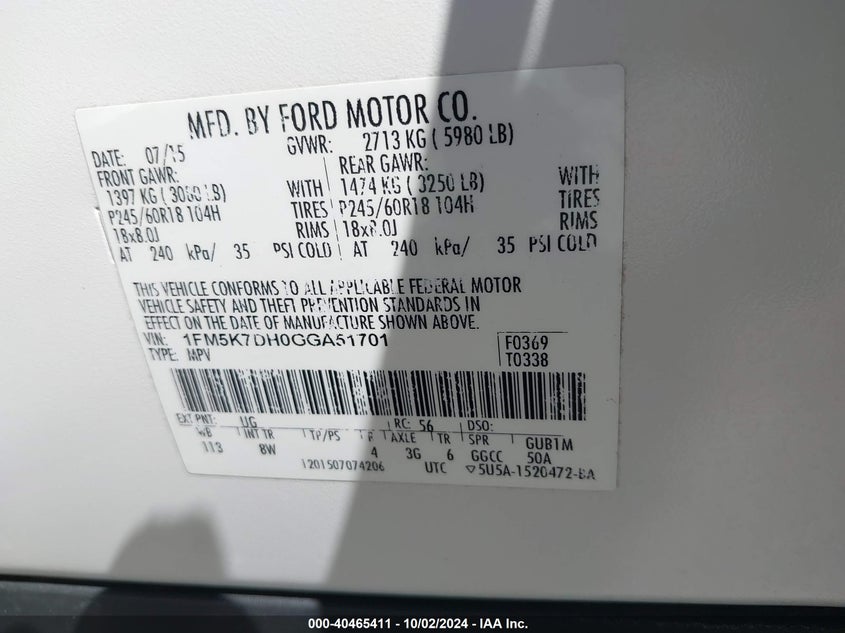 MFD. BY FORD MOTOR CO.
DATE: 07/15 GVWR: 2713 KG ( 5980 LB)
FRONT GAWR: REAR GAWR:
1397 KG ( 3080 LB) WITH 1474 KG ( 3250 LB) WITH
P245/60R18 104H TIRES P245/60R18 104H TIRES
18x8.0J RIMS 18x8.0J RIMS
AT 240 kPa/ 35 PSI COLD AT 240 kPa/ 35 PSI COLD
THIS VEHICLE CONFORMS TO ALL APPLICABLE FEDERAL MOTOR
VEHICLE SAFETY AND THEFT PREVENTION STANDARDS IN
EFFECT ON THE DATE OF MANUFACTURE SHOWN ABOVE.
VIN: 1FM5K7DH0GGA51701 F0369
TYPE: MPV T0338
EXT PNT: UG RC: 56 DSO:
WB INT TR TP/PS R AXLE TR SPR GUB1M
113 8W 4 3G 6 GGCC 50A
1201507074206 UTC ▽5U5A-1520472-BA
000-40465411 - 10/02/2024 - IAA Inc.